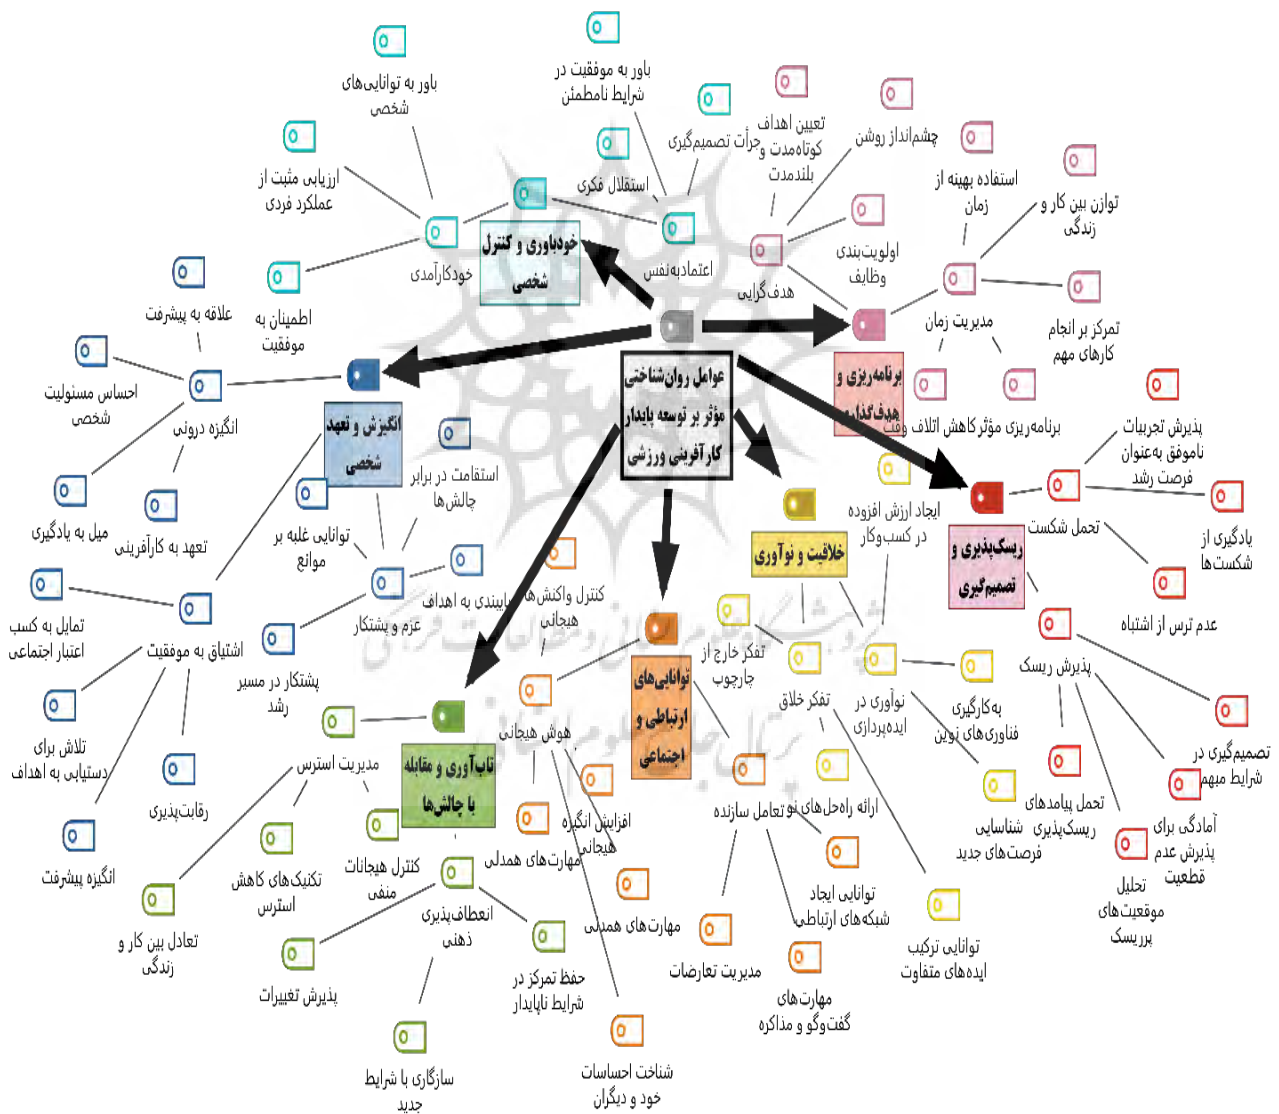 باور به توانایی‌های
شخصی
باور به موفقیت در
شرایط نامطمئن
جرأت تصمیم‌گیری
استقلال فکری
ارزیابی مثبت از
عملکرد فردی
خودکارآمدی
اطمینان به
موفقیت
خودباوری و کنترل
شخصی
اعتمادبه‌نفس
تعیین اهداف
کوتاه‌مدت و
بلندمدت
چشم‌انداز روشن
استفاده بهینه از
زمان
توازن بین کار و
زندگی
اولویت‌بندی
وظایف
هدف‌گرایی
مدیریت زمان
تمرکز بر انجام
کارهای مهم
برنامه‌ریزی و
هدف‌گذاری
کاهش اتلاف وقت
برنامه‌ریزی مؤثر
عوامل روان‌شناختی
مؤثر بر توسعه پایدار
کارآفرینی ورزشی
علاقه به پیشرفت
احساس مسئولیت
شخصی
انگیزه درونی
میل به یادگیری
تعهد به کارآفرینی
انگیزش و تعهد
شخصی
استقامت در برابر
چالش‌ها
توانایی غلبه بر
موانع
پایبندی به اهداف
عزم و پشتکار
پشتکار در مسیر
رشد
تمایل به کسب
اعتبار اجتماعی
اشتیاق به موفقیت
تلاش برای
دستیابی به اهداف
رقابت‌پذیری
انگیزه پیشرفت
پذیرش تجربیات
ناموفق به‌عنوان
فرصت رشد
تحمل شکست
یادگیری از
شکست‌ها
عدم ترس از اشتباه
ریسک‌پذیری و
تصمیم‌گیری
پذیرش ریسک
تصمیم‌گیری در
شرایط مبهم
تحمل پیامدهای
ریسک‌پذیری
آمادگی برای
پذیرش عدم
قطعیت
تحلیل
موقعیت‌های
پرریسک
ایجاد ارزش افزوده
در کسب‌وکار
خلاقیت و نوآوری
تفکر خارج از
چارچوب
تفکر خلاق
نوآوری در
ایده‌پردازی
به‌کارگیری
فناوری‌های نوین
شناسایی
فرصت‌های جدید
ارائه راه‌حل‌های نو
توانایی ترکیب
ایده‌های متفاوت
کنترل واکنش‌های
هیجانی
توانایی‌های
ارتباطی و
اجتماعی
هوش هیجانی
افزایش انگیزه
هیجانی
مهارت‌های همدلی
مهارت‌های همدلی
شناخت احساسات
خود و دیگران
تعامل سازنده
توانایی ایجاد
شبکه‌های ارتباطی
مدیریت تعارضات
مهارت‌های
گفت‌وگو و مذاکره
تاب‌آوری و مقابله
با چالش‌ها
مدیریت استرس
تکنیک‌های کاهش
استرس
کنترل هیجانات
منفی
تعادل بین کار و
زندگی
انعطاف‌پذیری
ذهنی
پذیرش تغییرات
حفظ تمرکز در
شرایط ناپایدار
سازگاری با شرایط
جدید
پژوهشگاه علوم انسانی و مطالعات فرهنگی
پرتال جامع علوم انسانی